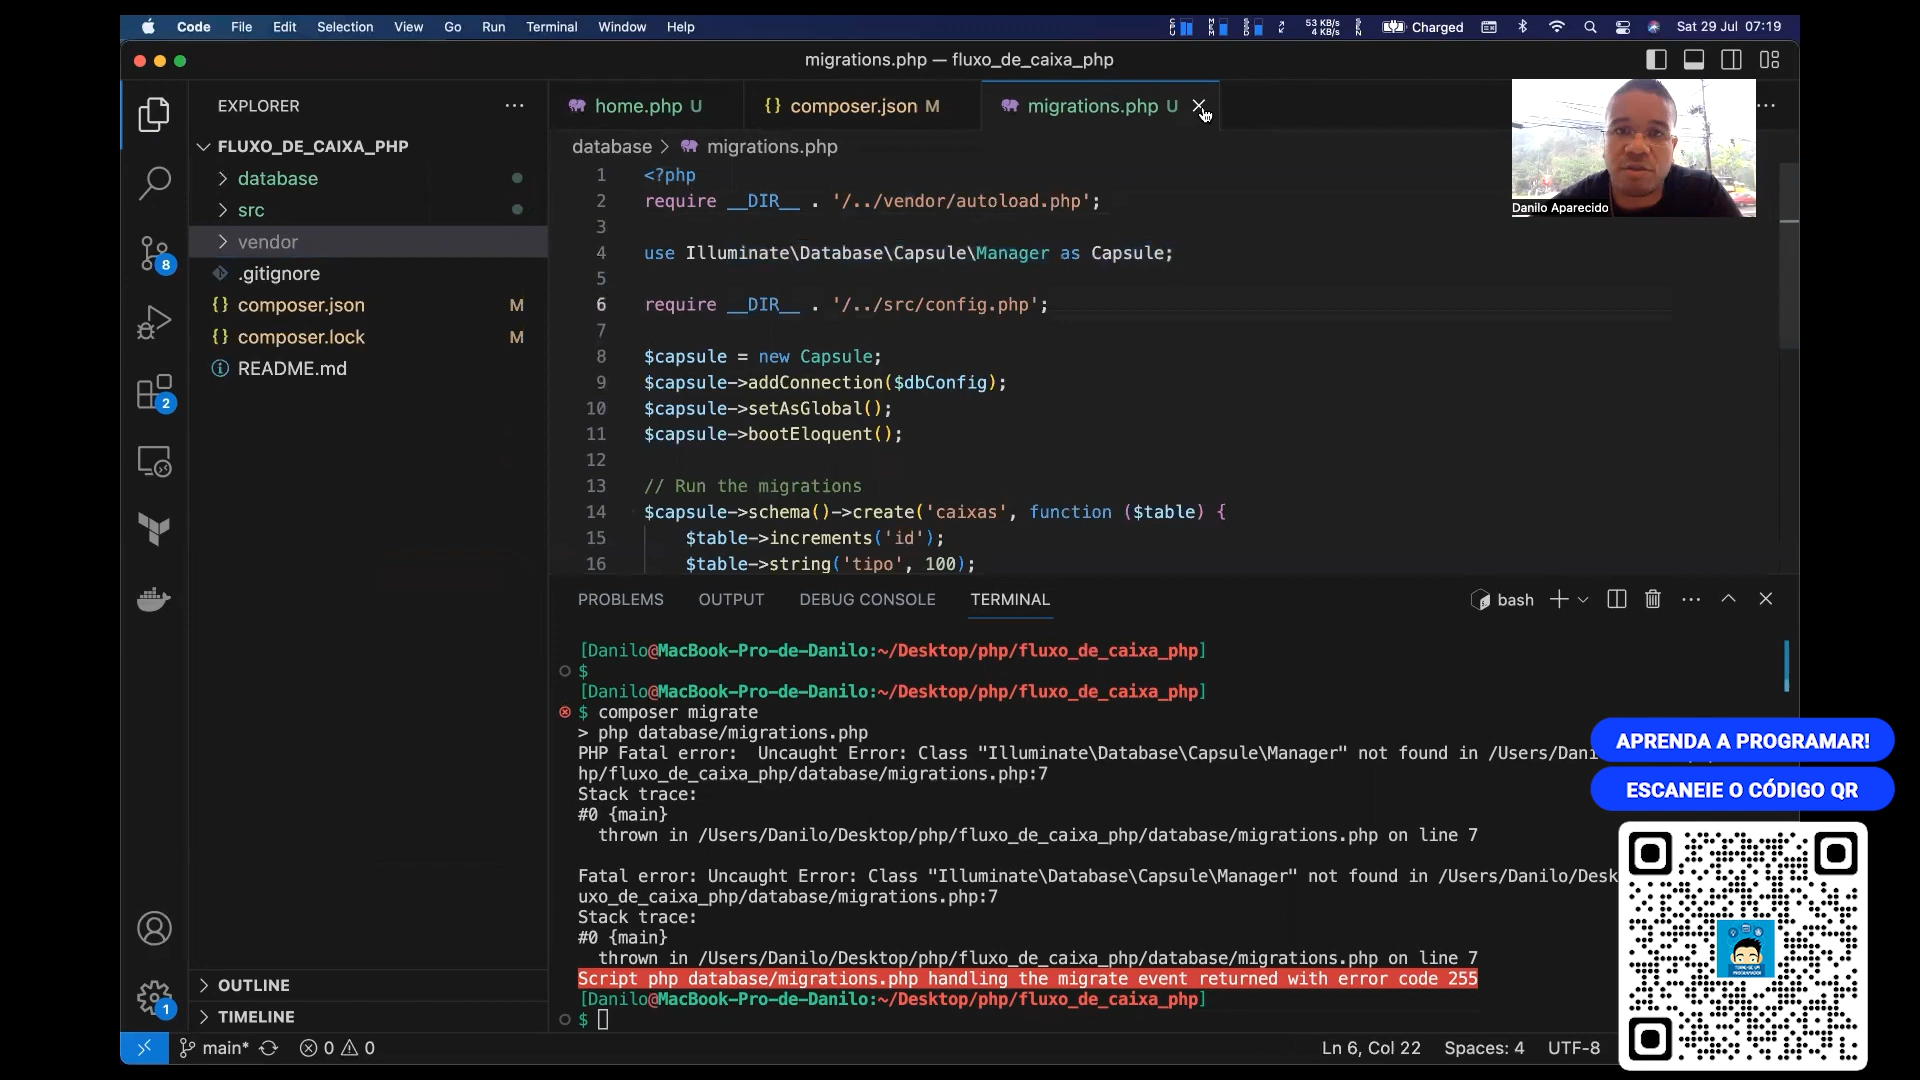 Code File Edit Selection View Go Run Terminal Window Help
53 KB/s
4 KB/s
Charged
Sat 29 Jul 07:19
migrations.php — fluxo_de_caixa_php
EXPLORER
home.php U
composer.json M
migrations.php U
Danilo Aparecido
FLUXO_DE_CAIXA_PHP
database
src
vendor
.gitignore
composer.json M
composer.lock M
README.md
8
2
1
OUTLINE
TIMELINE
database > migrations.php
1 <?php
2 require __DIR__ . '/../vendor/autoload.php';
3
4 use Illuminate\Database\Capsule\Manager as Capsule;
5
6 require __DIR__ . '/../src/config.php';
7
8 $capsule = new Capsule;
9 $capsule->addConnection($dbConfig);
10 $capsule->setAsGlobal();
11 $capsule->bootEloquent();
12
13 // Run the migrations
14 $capsule->schema()->create('caixas', function ($table) {
15 $table->increments('id');
16 $table->string('tipo', 100);
PROBLEMS OUTPUT DEBUG CONSOLE TERMINAL
bash
[Danilo@MacBook-Pro-de-Danilo:~/Desktop/php/fluxo_de_caixa_php]
$
[Danilo@MacBook-Pro-de-Danilo:~/Desktop/php/fluxo_de_caixa_php]
$ composer migrate
> php database/migrations.php
PHP Fatal error:  Uncaught Error: Class "Illuminate\Database\Capsule\Manager" not found in /Users/Dani
hp/fluxo_de_caixa_php/database/migrations.php:7
Stack trace:
#0 {main}
thrown in /Users/Danilo/Desktop/php/fluxo_de_caixa_php/database/migrations.php on line 7
Fatal error: Uncaught Error: Class "Illuminate\Database\Capsule\Manager" not found in /Users/Danilo/Desk
uxo_de_caixa_php/database/migrations.php:7
Stack trace:
#0 {main}
thrown in /Users/Danilo/Desktop/php/fluxo_de_caixa_php/database/migrations.php on line 7
Script php database/migrations.php handling the migrate event returned with error code 255
[Danilo@MacBook-Pro-de-Danilo:~/Desktop/php/fluxo_de_caixa_php]
$
APRENDA A PROGRAMAR!
ESCANEIE O CÓDIGO QR
main* 0 0
Ln 6, Col 22 Spaces: 4 UTF-8